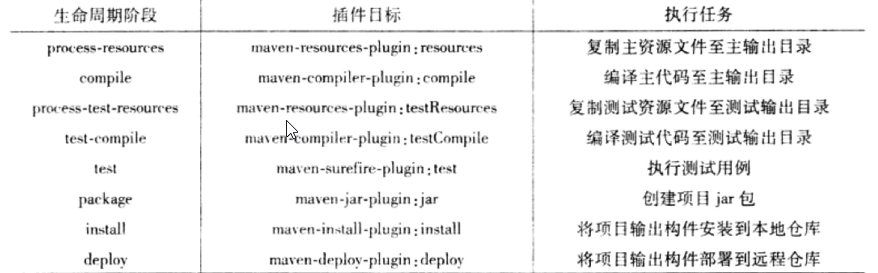 生命周期阶段 插件目标 执行任务
process-resources maven-resources-plugin:resources 复制主资源文件至主输出目录
compile maven-compiler-plugin:compile 编译主代码至主输出目录
process-test-resources maven-resources-plugin:testResources 复制测试资源文件至测试输出目录
test-compile maven-compiler-plugin:testCompile 编译测试代码至测试输出目录
test maven-surefire-plugin:test 执行测试用例
package maven-jar-plugin:jar 创建项目 jar 包
install maven-install-plugin:install 将项目输出构件安装到本地仓库
deploy maven-deploy-plugin:deploy 将项目输出构件部署到远程仓库